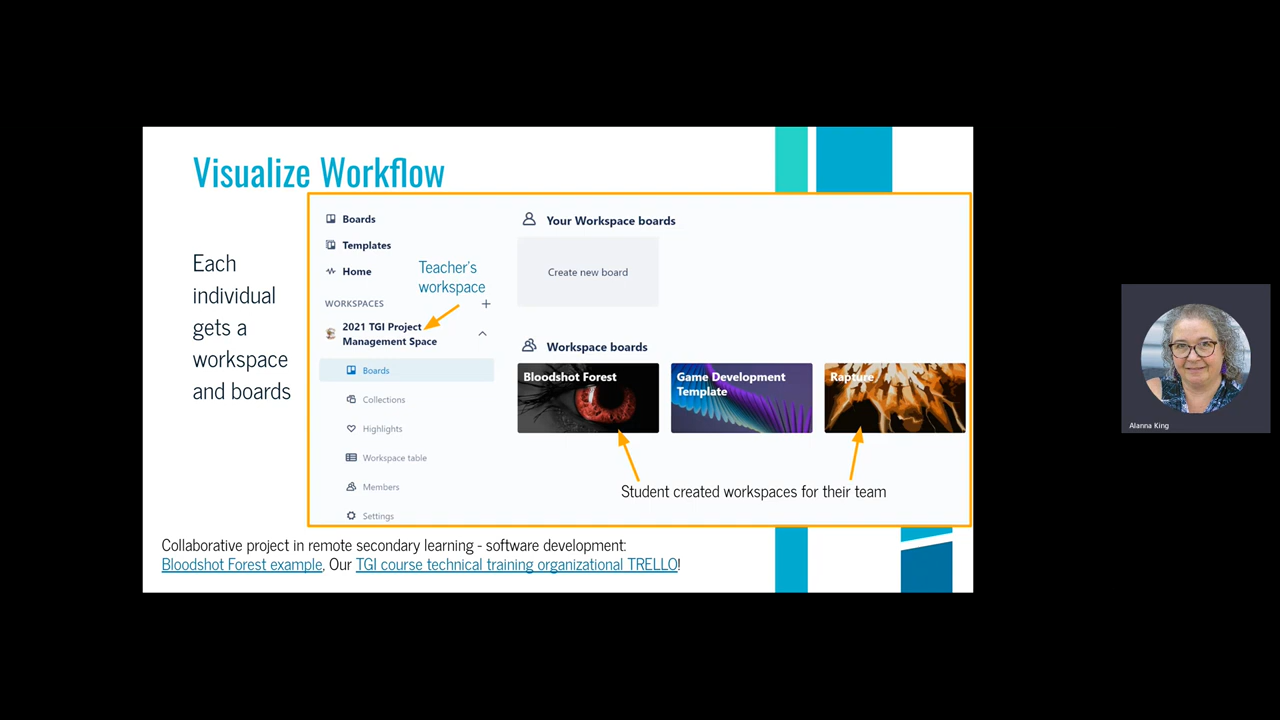 Visualize Workflow
Each
individual
gets a
workspace
and boards
Boards
Templates
Home
Teacher's
workspace
WORKSPACES
2021 TGI Project
Management Space
Boards
Collections
Highlights
Workspace table
Members
Settings
Your Workspace boards
Create new board
Workspace boards
Bloodshot Forest
Game Development
Template
Rapture
Student created workspaces for their team
Collaborative project in remote secondary learning - software development:
Bloodshot Forest example, Our TGI course technical training organizational TRELLO!
Alanna King